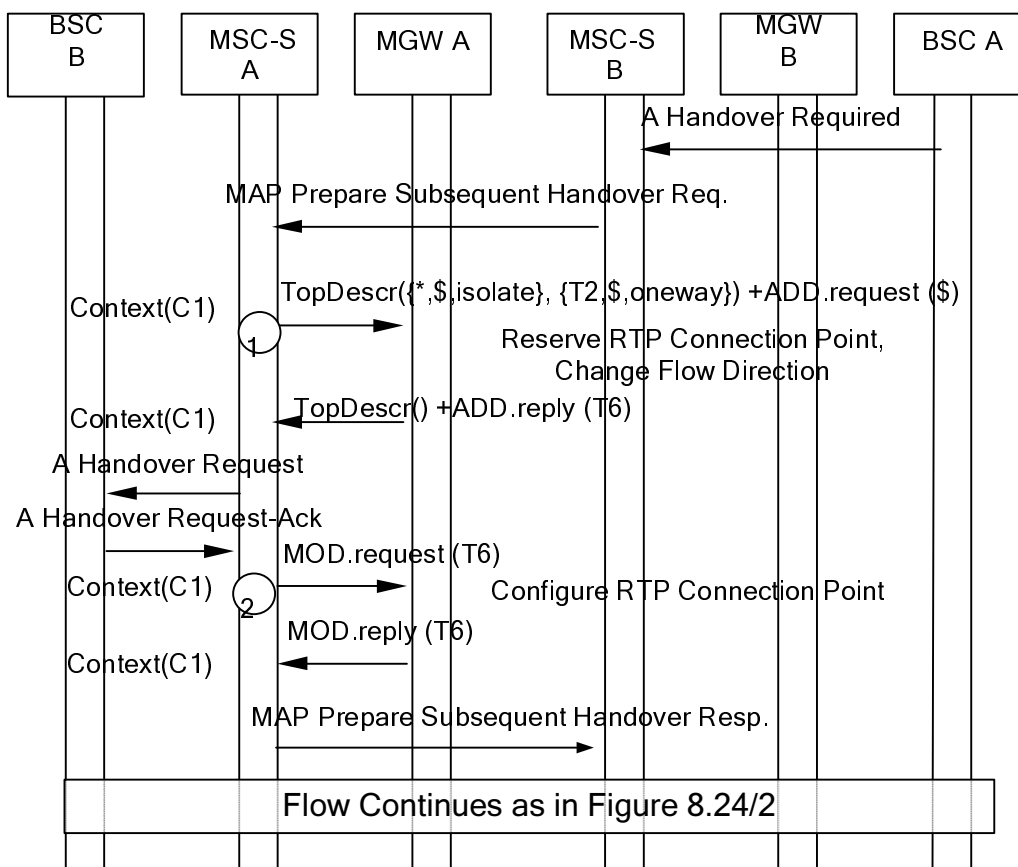 BSC
B
MSC-S
A
MGW A
MSC-S
B
MGW
B
BSC A
A Handover Required
MAP Prepare Subsequent Handover Req.
TopDescr({*,$,isolate}, {T2,$,oneway}) +ADD.request ($)
Context(C1)
1
Reserve RTP Connection Point,
Change Flow Direction
TopDescr() +ADD.reply (T6)
Context(C1)
A Handover Request
A Handover Request-Ack
MOD.request (T6)
Context(C1)
2
Configure RTP Connection Point
MOD.reply (T6)
Context(C1)
MAP Prepare Subsequent Handover Resp.
Flow Continues as in Figure 8.24/2